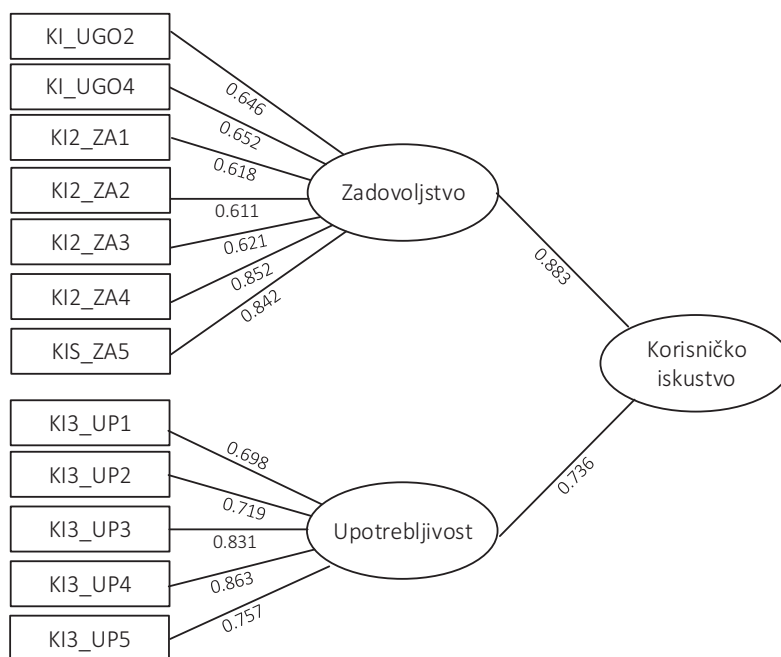 KI_UGO2
KI_UGO4
KI2_ZA1
KI2_ZA2
KI2_ZA3
KI2_ZA4
KIS_ZA5
0.646
0.652
0.618
0.611
0.621
0.852
0.842
Zadovoljstvo
0.883
Korisničko
iskustvo
KI3_UP1
KI3_UP2
KI3_UP3
KI3_UP4
KI3_UP5
0.698
0.719
0.831
0.863
0.757
Upotrebljivost
0.736